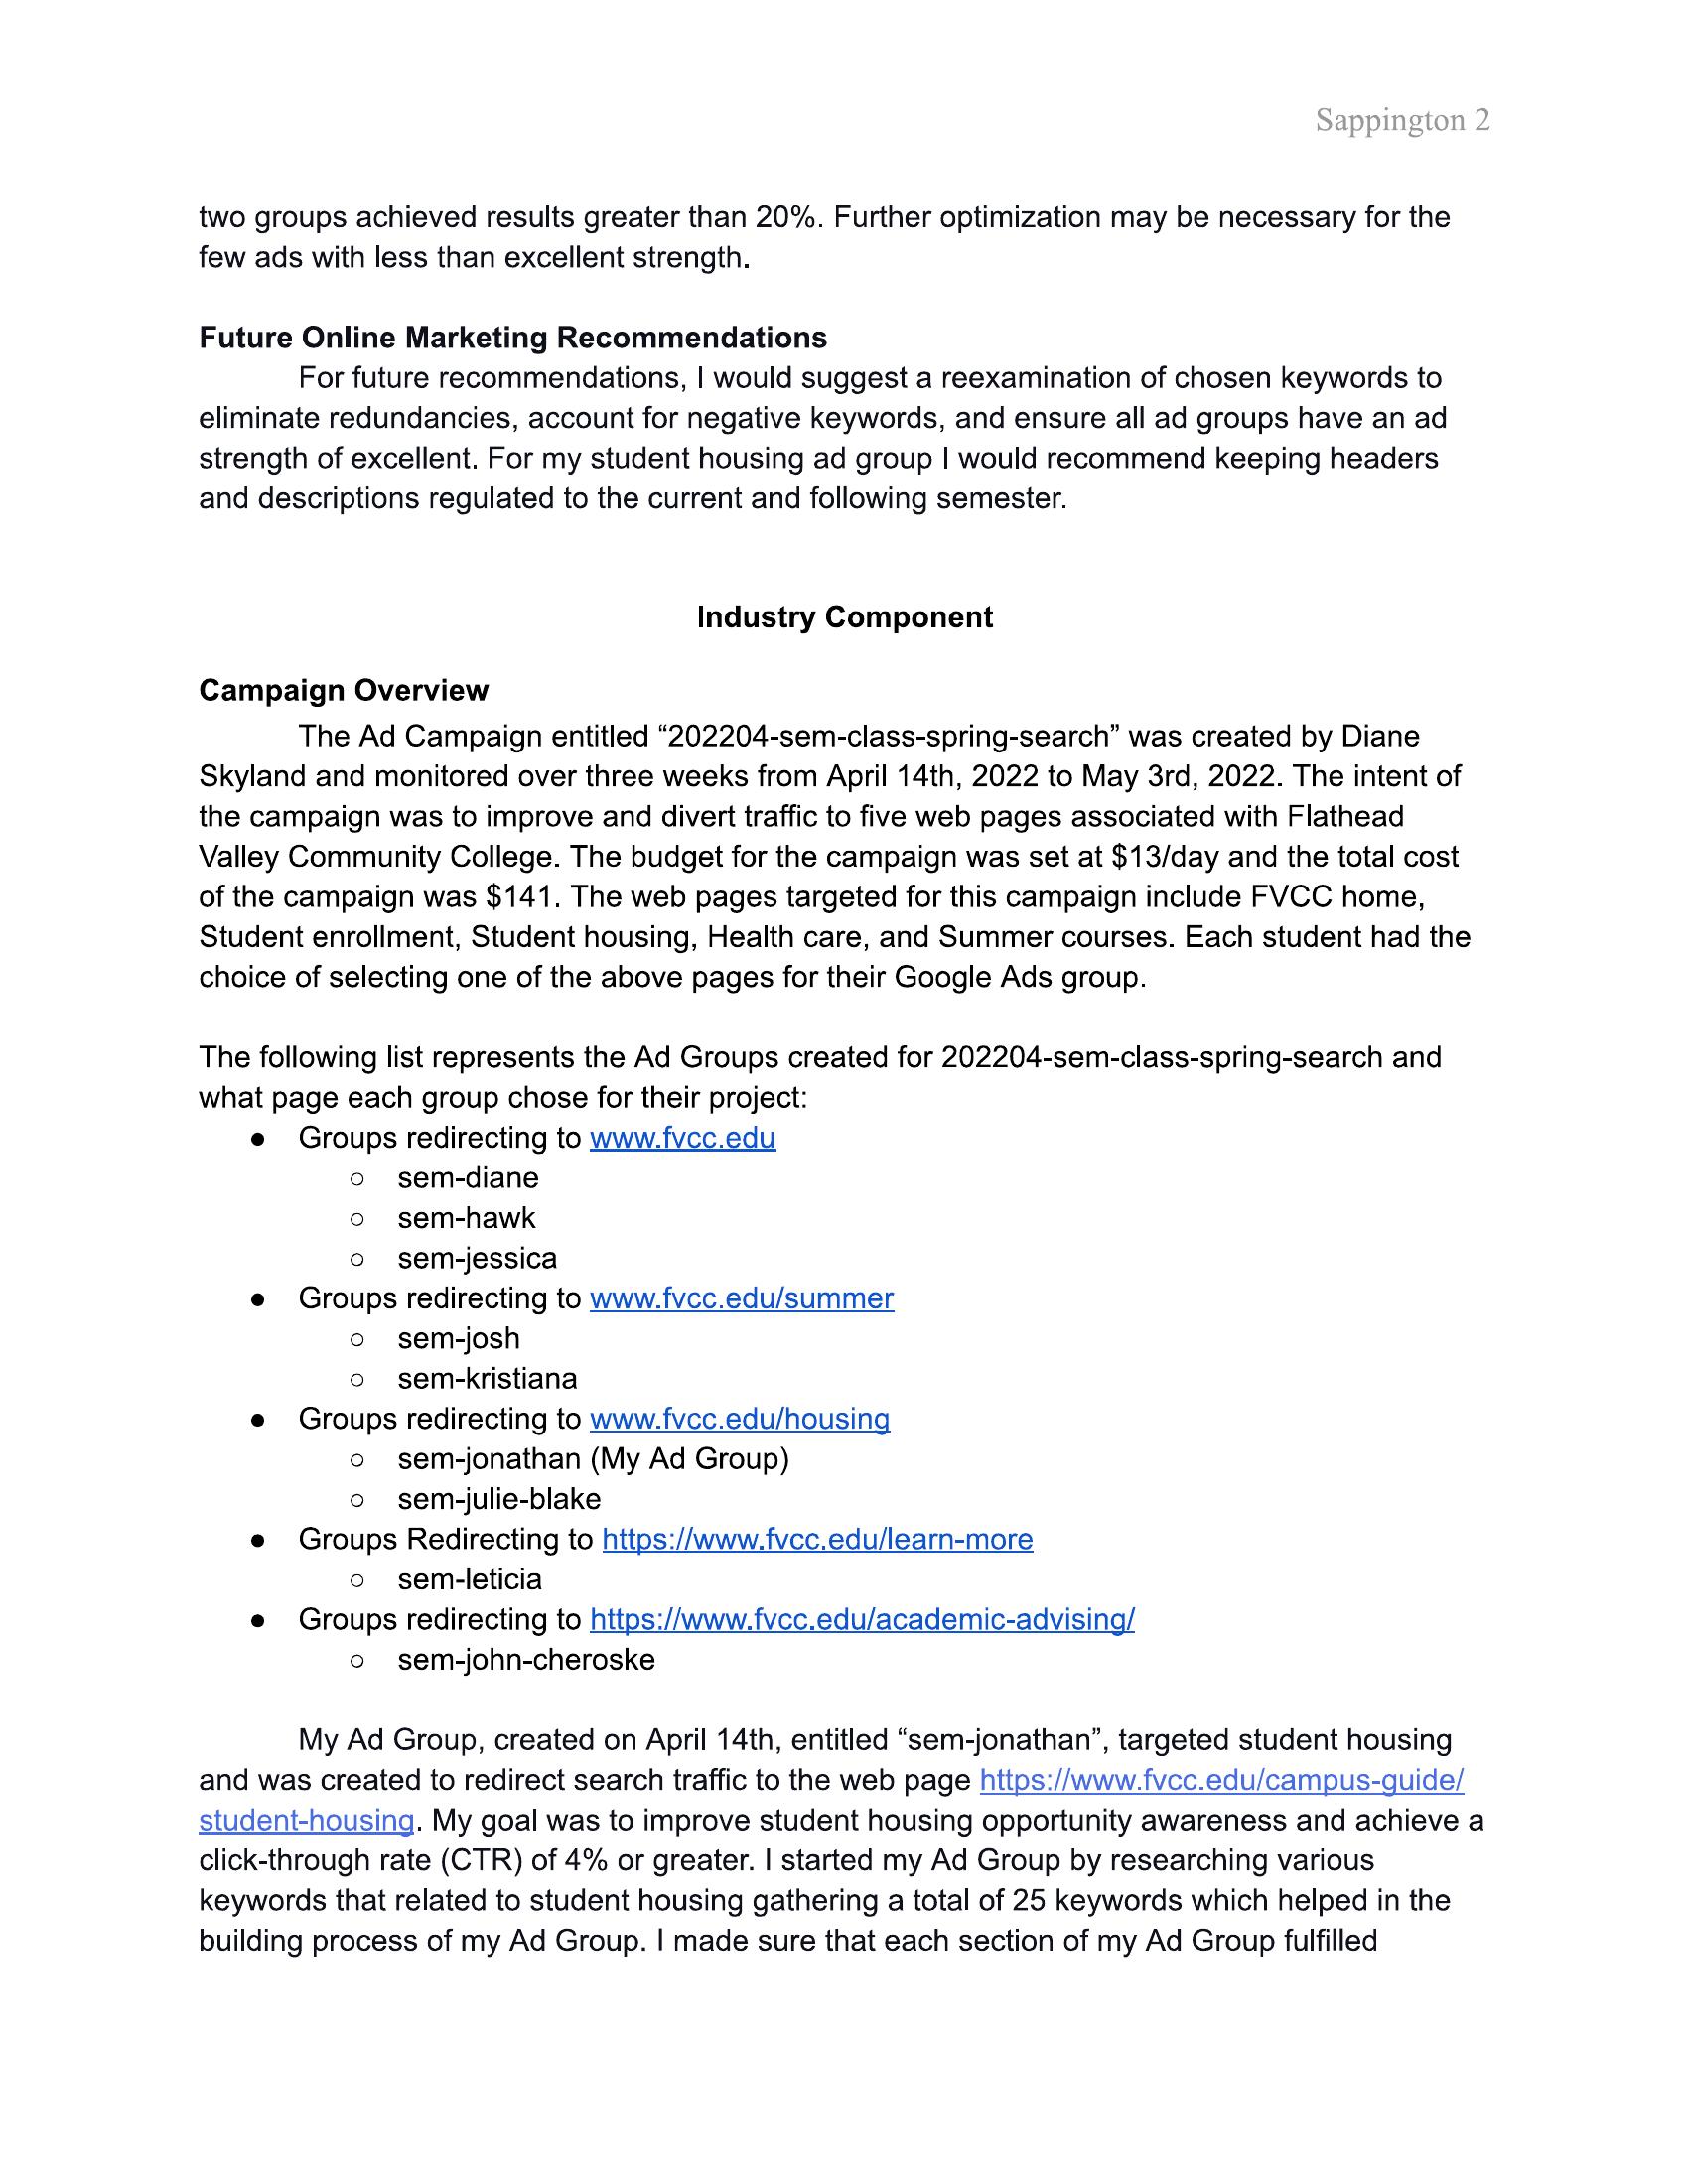 Sappington 2
two groups achieved results greater than 20%. Further optimization may be necessary for the
few ads with less than excellent strength.
Future Online Marketing Recommendations
For future recommendations, I would suggest a reexamination of chosen keywords to
eliminate redundancies, account for negative keywords, and ensure all ad groups have an ad
strength of excellent. For my student housing ad group I would recommend keeping headers
and descriptions regulated to the current and following semester.
Industry Component
Campaign Overview
The Ad Campaign entitled “202204-sem-class-spring-search” was created by Diane
Skyland and monitored over three weeks from April 14th, 2022 to May 3rd, 2022. The intent of
the campaign was to improve and divert traffic to five web pages associated with Flathead
Valley Community College. The budget for the campaign was set at $13/day and the total cost
of the campaign was $141. The web pages targeted for this campaign include FVCC home,
Student enrollment, Student housing, Health care, and Summer courses. Each student had the
choice of selecting one of the above pages for their Google Ads group.
The following list represents the Ad Groups created for 202204-sem-class-spring-search and
what page each group chose for their project:
● Groups redirecting to www.fvcc.edu
○ sem-diane
○ sem-hawk
○ sem-jessica
● Groups redirecting to www.fvcc.edu/summer
○ sem-josh
○ sem-kristiana
● Groups redirecting to www.fvcc.edu/housing
○ sem-jonathan (My Ad Group)
○ sem-julie-blake
● Groups Redirecting to https://www.fvcc.edu/learn-more
○ sem-leticia
● Groups redirecting to https://www.fvcc.edu/academic-advising/
○ sem-john-cheroske
My Ad Group, created on April 14th, entitled “sem-jonathan”, targeted student housing
and was created to redirect search traffic to the web page https://www.fvcc.edu/campus-guide/
student-housing. My goal was to improve student housing opportunity awareness and achieve a
click-through rate (CTR) of 4% or greater. I started my Ad Group by researching various
keywords that related to student housing gathering a total of 25 keywords which helped in the
building process of my Ad Group. I made sure that each section of my Ad Group fulfilled